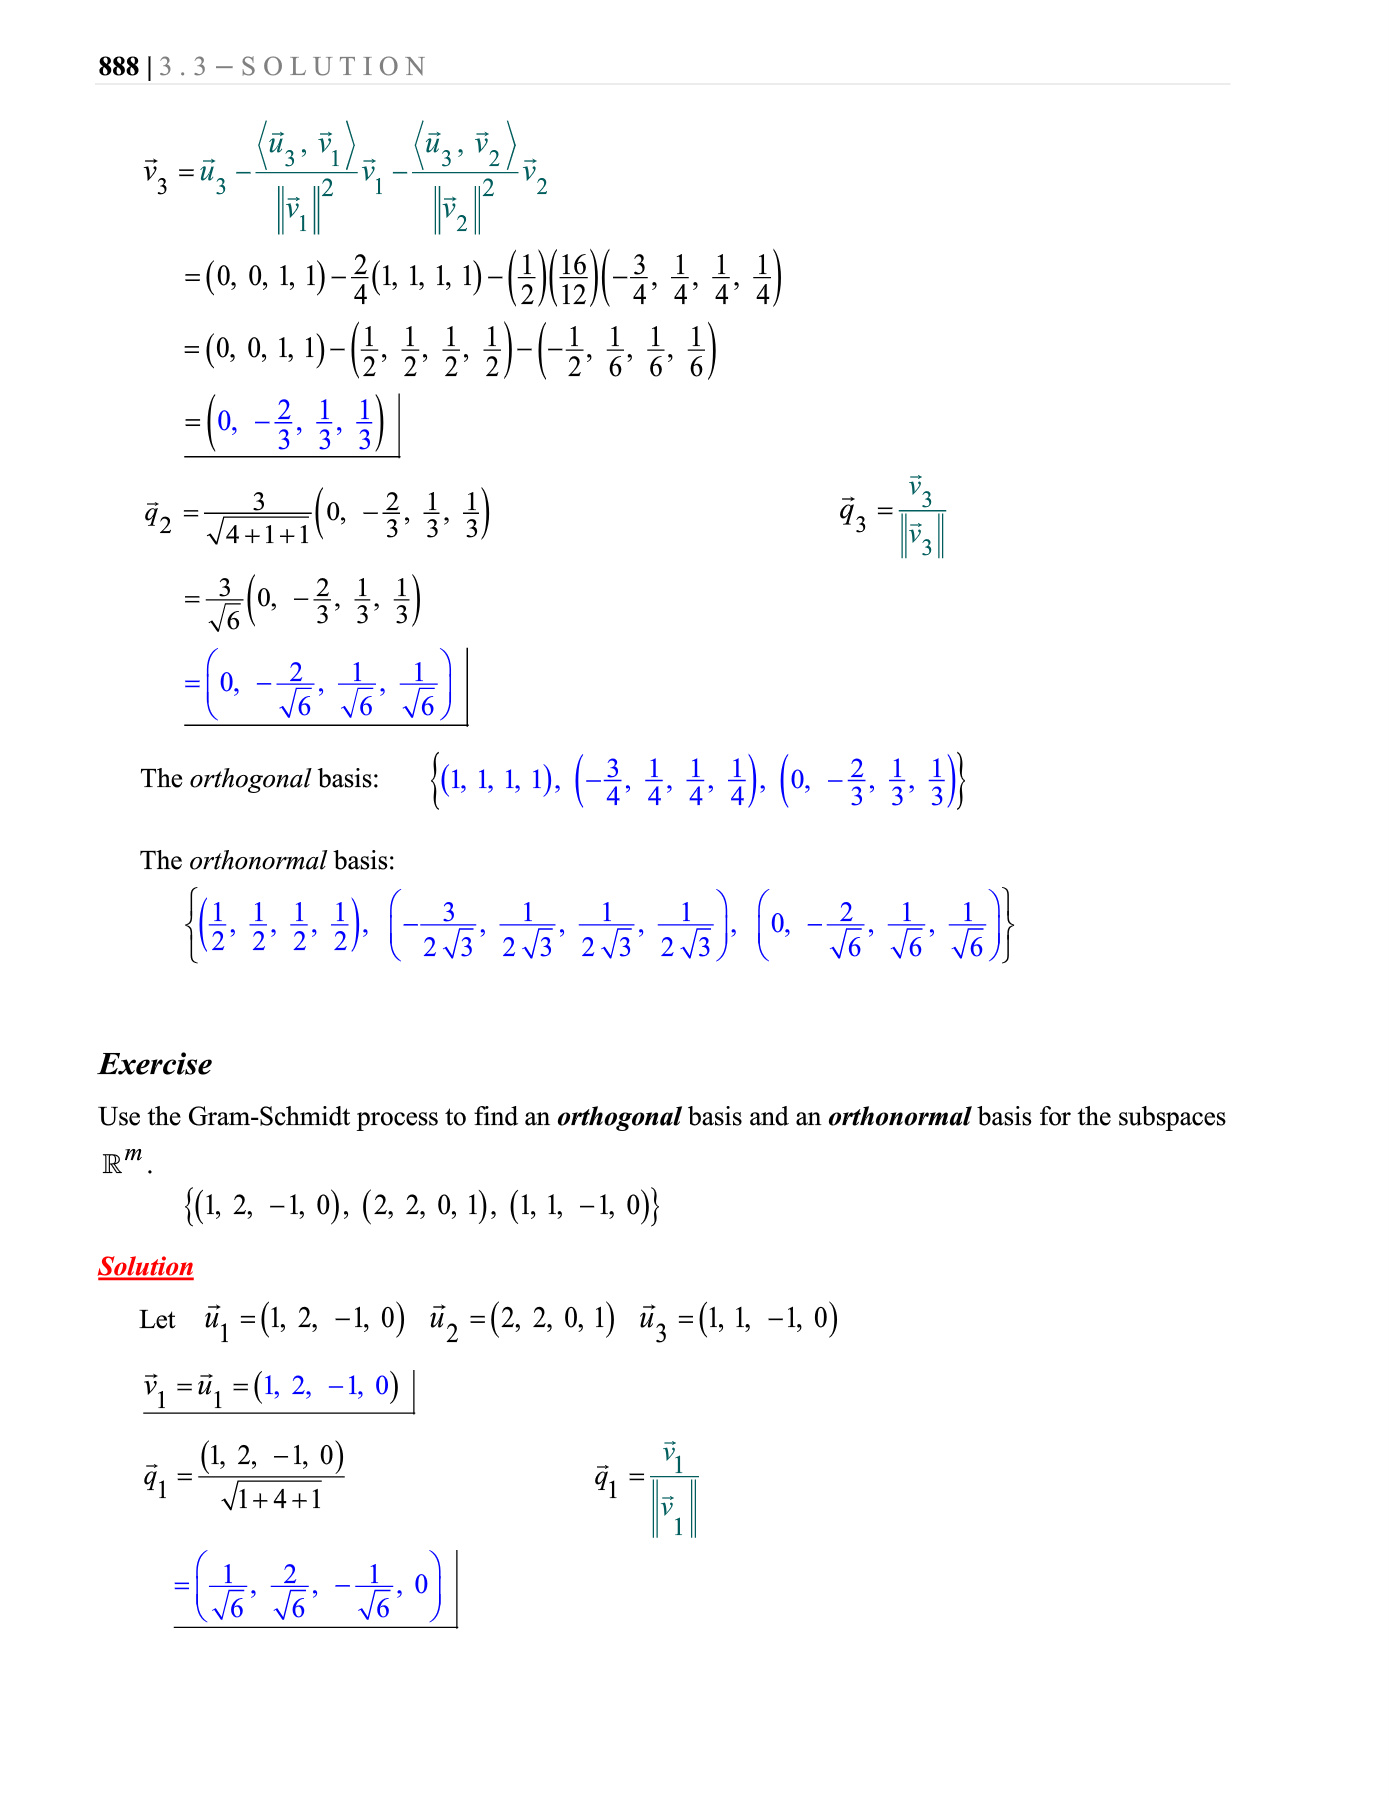 888 | 3.3 – SOLUTION
$\vec{v}_3 = \vec{u}_3 - \frac{\langle \vec{u}_3, \vec{v}_1 \rangle}{\|\vec{v}_1\|^2} \vec{v}_1 - \frac{\langle \vec{u}_3, \vec{v}_2 \rangle}{\|\vec{v}_2\|^2} \vec{v}_2$
$= (0, 0, 1, 1) - \frac{2}{4}(1, 1, 1, 1) - \left(\frac{1}{2}\right)\left(\frac{16}{12}\right)\left(-\frac{3}{4}, \frac{1}{4}, \frac{1}{4}, \frac{1}{4}\right)$
$= (0, 0, 1, 1) - \left(\frac{1}{2}, \frac{1}{2}, \frac{1}{2}, \frac{1}{2}\right) - \left(-\frac{1}{2}, \frac{1}{6}, \frac{1}{6}, \frac{1}{6}\right)$
$= \left(0, -\frac{2}{3}, \frac{1}{3}, \frac{1}{3}\right)$
$\vec{q}_2 = \frac{3}{\sqrt{4+1+1}}\left(0, -\frac{2}{3}, \frac{1}{3}, \frac{1}{3}\right)$ $\vec{q}_3 = \frac{\vec{v}_3}{\|\vec{v}_3\|}$
$= \frac{3}{\sqrt{6}}\left(0, -\frac{2}{3}, \frac{1}{3}, \frac{1}{3}\right)$
$= \left(0, -\frac{2}{\sqrt{6}}, \frac{1}{\sqrt{6}}, \frac{1}{\sqrt{6}}\right)$
The orthogonal basis: $\left\{(1, 1, 1, 1), \left(-\frac{3}{4}, \frac{1}{4}, \frac{1}{4}, \frac{1}{4}\right), \left(0, -\frac{2}{3}, \frac{1}{3}, \frac{1}{3}\right)\right\}$
The orthonormal basis:
$\left\{\left(\frac{1}{2}, \frac{1}{2}, \frac{1}{2}, \frac{1}{2}\right), \left(-\frac{3}{2\sqrt{3}}, \frac{1}{2\sqrt{3}}, \frac{1}{2\sqrt{3}}, \frac{1}{2\sqrt{3}}\right), \left(0, -\frac{2}{\sqrt{6}}, \frac{1}{\sqrt{6}}, \frac{1}{\sqrt{6}}\right)\right\}$
Exercise
Use the Gram-Schmidt process to find an orthogonal basis and an orthonormal basis for the subspaces
$\mathbb{R}^m$.
$\{(1, 2, -1, 0), (2, 2, 0, 1), (1, 1, -1, 0)\}$
Solution
Let $\vec{u}_1 = (1, 2, -1, 0)$ $\vec{u}_2 = (2, 2, 0, 1)$ $\vec{u}_3 = (1, 1, -1, 0)$
$\vec{v}_1 = \vec{u}_1 = (1, 2, -1, 0)$
$\vec{q}_1 = \frac{(1, 2, -1, 0)}{\sqrt{1+4+1}}$ $\vec{q}_1 = \frac{\vec{v}_1}{\|\vec{v}_1\|}$
$= \left(\frac{1}{\sqrt{6}}, \frac{2}{\sqrt{6}}, -\frac{1}{\sqrt{6}}, 0\right)$